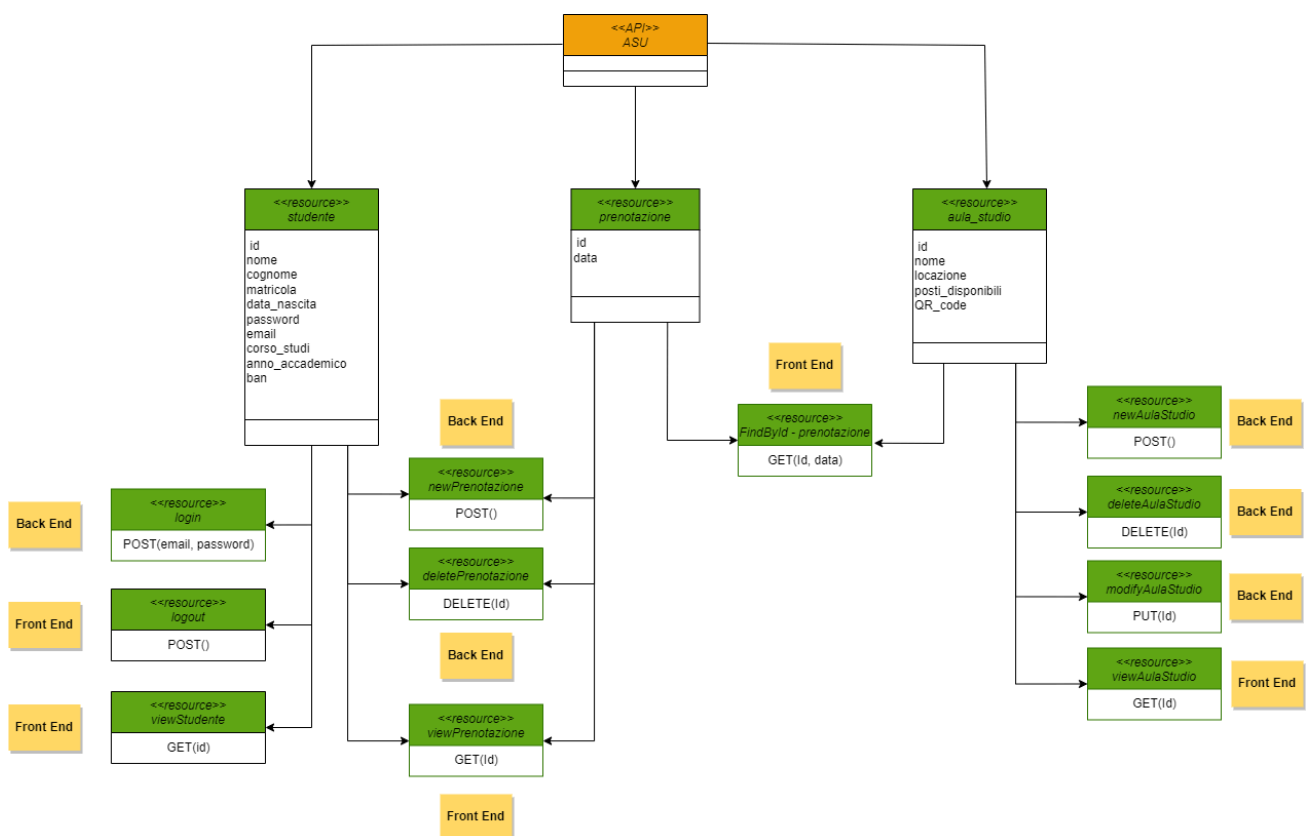 <<API>>
ASU
<<resource>>
studente
id
nome
cognome
matricola
data_nascita
password
email
corso_studi
anno_accademico
ban
<<resource>>
prenotazione
id
data
<<resource>>
aula_studio
id
nome
locazione
posti_disponibili
QR_code
Front End
<<resource>>
FindById - prenotazione
GET(Id, data)
Back End
<<resource>>
newPrenotazione
POST()
<<resource>>
deletePrenotazione
DELETE(Id)
Back End
<<resource>>
viewPrenotazione
GET(Id)
Front End
Back End
<<resource>>
login
POST(email, password)
Front End
<<resource>>
logout
POST()
Front End
<<resource>>
viewStudente
GET(id)
<<resource>>
newAulaStudio
POST()
Back End
<<resource>>
deleteAulaStudio
DELETE(Id)
Back End
<<resource>>
modifyAulaStudio
PUT(Id)
Back End
<<resource>>
viewAulaStudio
GET(Id)
Front End